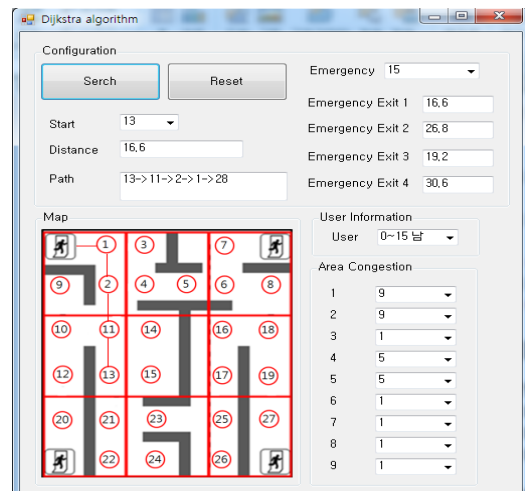 Dijkstra algorithm
Configuration
Serch
Reset
Start 13
Distance 16,6
Path 13->11->2->1->28
Emergency 15
Emergency Exit 1 16,6
Emergency Exit 2 26,8
Emergency Exit 3 19,2
Emergency Exit 4 30,6
Map
1 3 7
9 2 4 5 6 8
10 11 14 16 18
12 13 15 17 19
20 21 23 25 27
22 24 26
User Information
User 0~15 남
Area Congestion
1 9
2 9
3 1
4 5
5 5
6 1
7 1
8 1
9 1